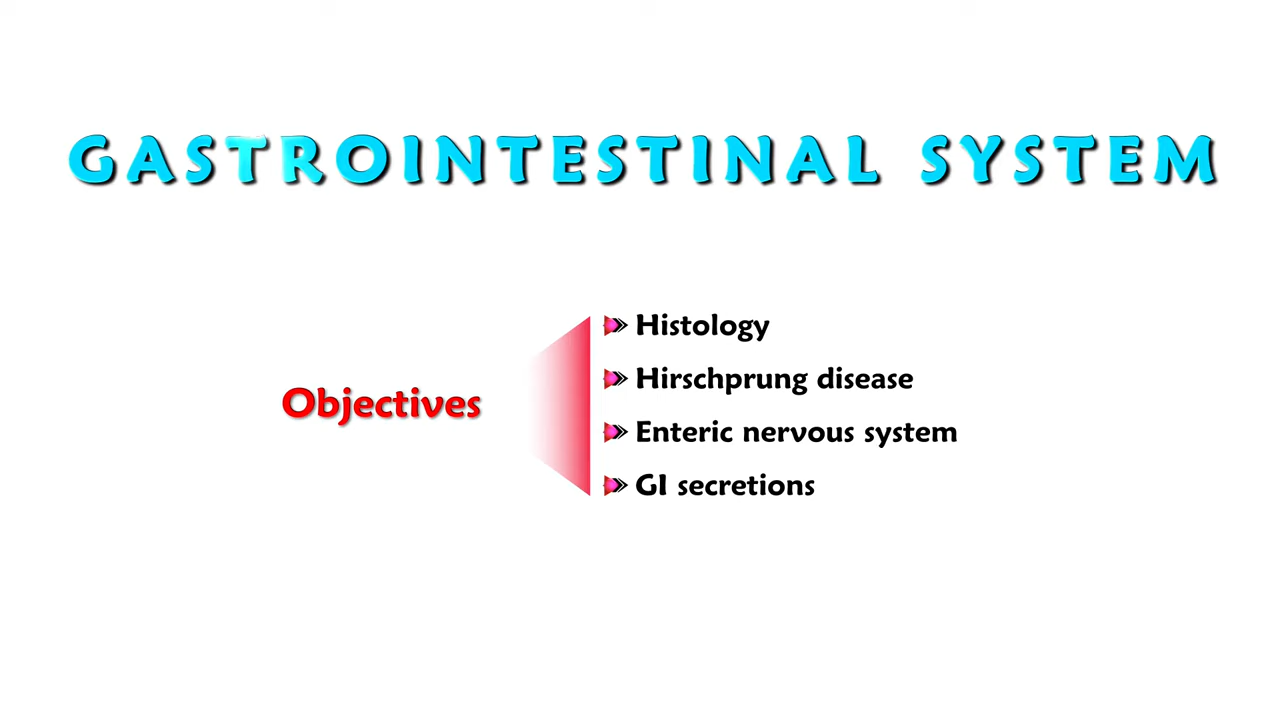 GASTROINTESTINAL SYSTEM
Objectives
Histology
Hirschprung disease
Enteric nervous system
GI secretions